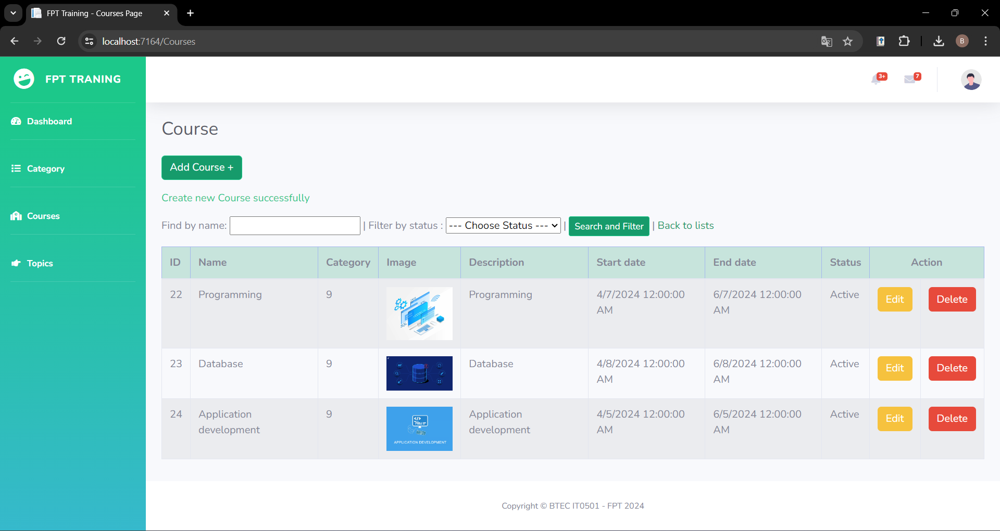 FPT Training - Courses Page
localhost:7164/Courses
B
FPT TRANING
3+
7
Dashboard
Category
Courses
Topics
Course
Add Course +
Create new Course successfully
Find by name: | Filter by status : --- Choose Status --- | Search and Filter | Back to lists
ID Name Category Image Description Start date End date Status Action
22 Programming 9 Programming 4/7/2024 12:00:00 AM 6/7/2024 12:00:00 AM Active Edit Delete
SQL
23 Database 9 Database 4/8/2024 12:00:00 AM 6/8/2024 12:00:00 AM Active Edit Delete
24 Application development 9 Application development 4/5/2024 12:00:00 AM 6/5/2024 12:00:00 AM Active Edit Delete
</>
APPLICATION DEVELOPMENT
Copyright © BTEC IT0501 - FPT 2024